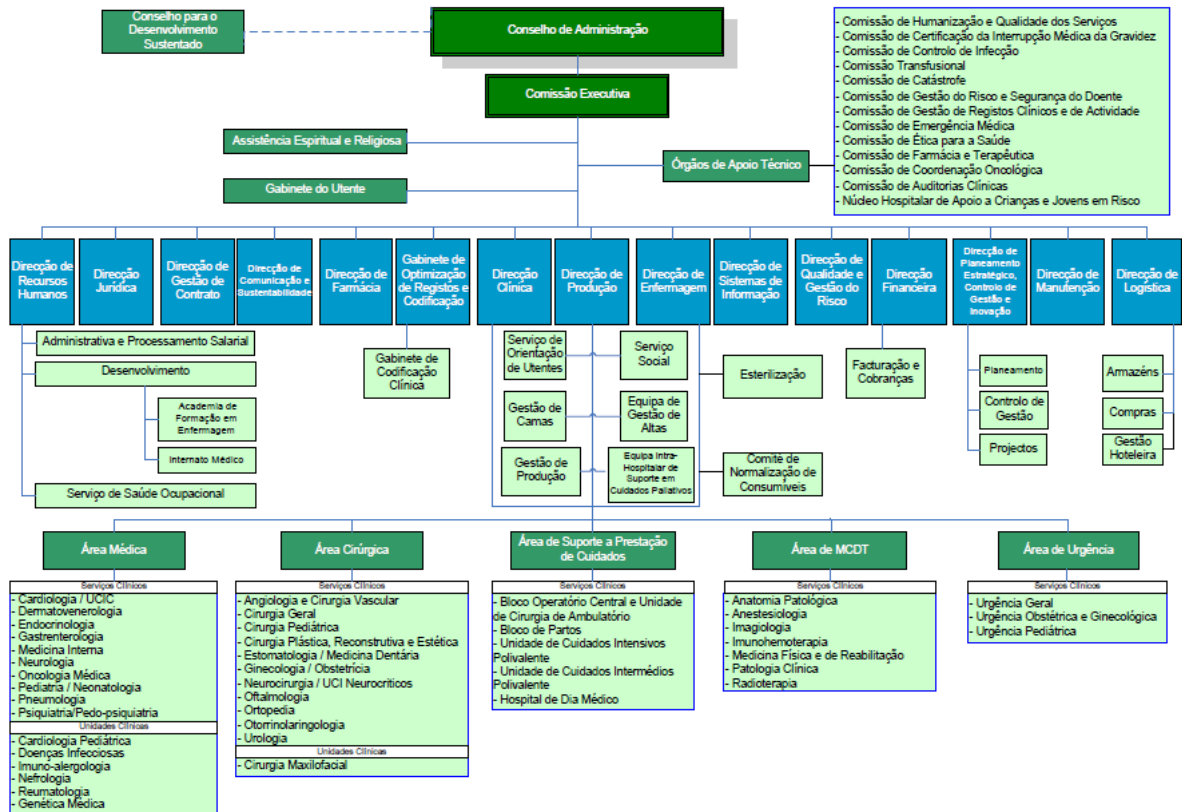 Conselho para o
Desenvolvimento
Sustentado
Conselho de Administração
Comissão Executiva
Assistência Espiritual e Religiosa
Gabinete do Utente
Órgãos de Apoio Técnico
- Comissão de Humanização e Qualidade dos Serviços
- Comissão de Certificação da Interrupção Médica da Gravidez
- Comissão de Controlo de Infecção
- Comissão Transfusional
- Comissão de Catástrofe
- Comissão de Gestão do Risco e Segurança do Doente
- Comissão de Gestão de Registos Clínicos e de Actividade
- Comissão de Emergência Médica
- Comissão de Ética para a Saúde
- Comissão de Farmácia e Terapêutica
- Comissão de Coordenação Oncológica
- Comissão de Auditorias Clínicas
- Núcleo Hospitalar de Apoio a Crianças e Jovens em Risco
Direcção de
Recursos
Humanos
Direcção
Jurídica
Direcção de
Gestão de
Contrato
Direcção de
Comunicação e
Sustentabilidade
Direcção de
Farmácia
Gabinete de
Optimização
de Registos e
Codificação
Direcção
Clínica
Direcção de
Produção
Direcção de
Enfermagem
Direcção de
Sistemas de
Informação
Direcção de
Qualidade e
Gestão do
Risco
Direcção
Financeira
Direcção de
Planeamento
Estratégico,
Controlo de
Gestão e
Inovação
Direcção de
Manutenção
Direcção de
Logística
Administrativa e Processamento Salarial
Desenvolvimento
Academia de
Formação em
Enfermagem
Internato Médico
Serviço de Saúde Ocupacional
Gabinete de
Codificação
Clínica
Serviço de
Orientação
de Utentes
Serviço
Social
Gestão de
Camas
Equipa de
Gestão de
Altas
Gestão de
Produção
Equipa Intra-
Hospitalar de
Suporte em
Cuidados Paliativos
Esterilização
Comité de
Normalização de
Consumíveis
Facturação e
Cobranças
Planeamento
Controlo de
Gestão
Projectos
Armazéns
Compras
Gestão
Hoteleira
Área Médica
Serviços Clínicos
- Cardiologia / UCIC
- Dermatovenerologia
- Endocrinologia
- Gastrenterologia
- Medicina Interna
- Neurologia
- Oncologia Médica
- Pediatria / Neonatologia
- Pneumologia
- Psiquiatria/Pedo-psiquiatria
Unidades Clínicas
- Cardiologia Pediátrica
- Doenças Infecciosas
- Imuno-alergologia
- Nefrologia
- Reumatologia
- Genética Médica
Área Cirúrgica
Serviços Clínicos
- Angiologia e Cirurgia Vascular
- Cirurgia Geral
- Cirurgia Pediátrica
- Cirurgia Plástica, Reconstrutiva e Estética
- Estomatologia / Medicina Dentária
- Ginecologia / Obstetrícia
- Neurocirurgia / UCI Neurocriticos
- Oftalmologia
- Ortopedia
- Otorrinolaringologia
- Urologia
Unidades Clínicas
- Cirurgia Maxilofacial
Área de Suporte a Prestação
de Cuidados
Serviços Clínicos
- Bloco Operatório Central e Unidade
de Cirurgia de Ambulatório
- Bloco de Partos
- Unidade de Cuidados Intensivos
Polivalente
- Unidade de Cuidados Intermédios
Polivalente
- Hospital de Dia Médico
Área de MCDT
Serviços Clínicos
- Anatomia Patológica
- Anestesiologia
- Imagiologia
- Imunohemoterapia
- Medicina Física e de Reabilitação
- Patologia Clínica
- Radioterapia
Área de Urgência
Serviços Clínicos
- Urgência Geral
- Urgência Obstétrica e Ginecológica
- Urgência Pediátrica